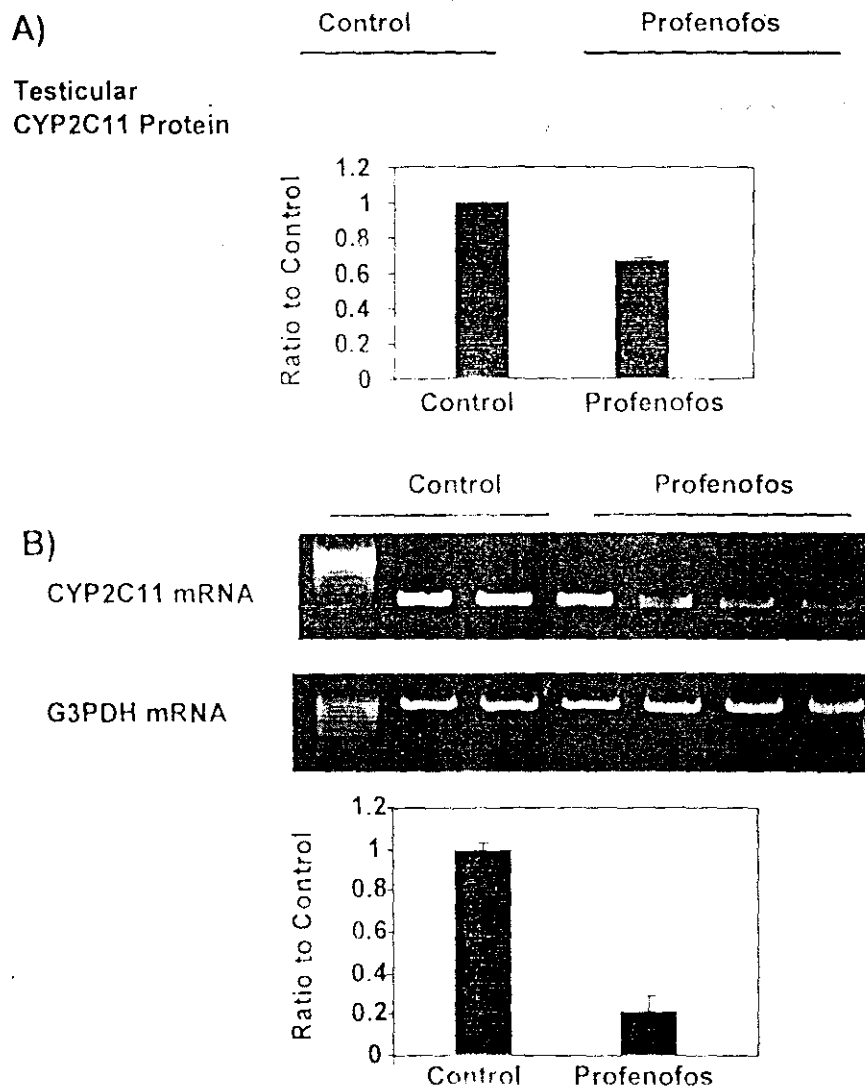 A)
Control Profenofos
Testicular
CYP2C11 Protein
Ratio to Control
1.2
1
0.8
0.6
0.4
0.2
0
Control Profenofos
Control Profenofos
B)
CYP2C11 mRNA
G3PDH mRNA
Ratio to Control
1.2
1
0.8
0.6
0.4
0.2
0
Control Profenofos